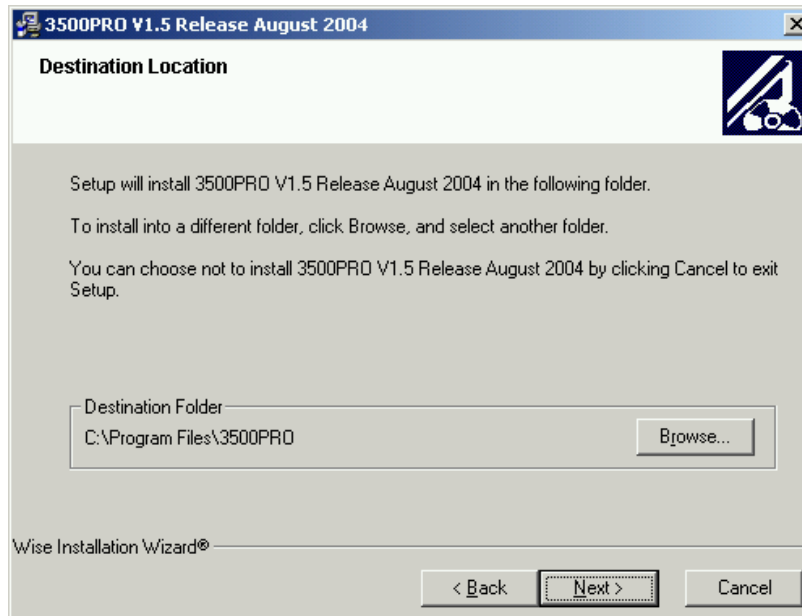 3500PRO V1.5 Release August 2004
Destination Location
Setup will install 3500PRO V1.5 Release August 2004 in the following folder.
To install into a different folder, click Browse, and select another folder.
You can choose not to install 3500PRO V1.5 Release August 2004 by clicking Cancel to exit
Setup.
Destination Folder
C:\Program Files\3500PRO
Browse...
Wise Installation Wizard®
< Back
Next >
Cancel